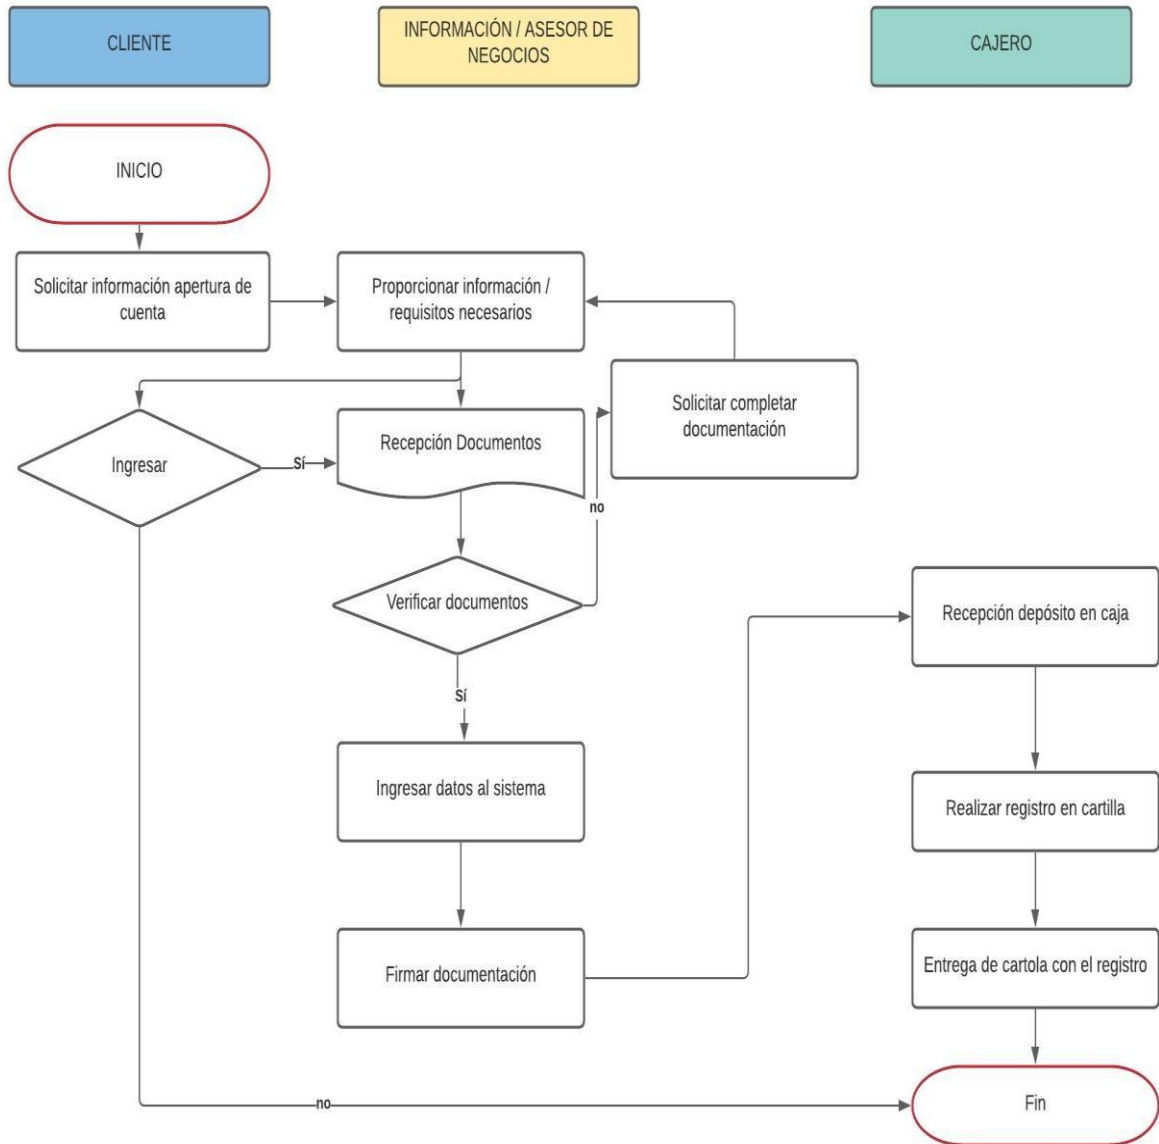 CLIENTE
INFORMACIÓN / ASESOR DE
NEGOCIOS
CAJERO
INICIO
Solicitar información apertura de
cuenta
Proporcionar información /
requisitos necesarios
Solicitar completar
documentación
Ingresar
Sí
Recepción Documentos
no
Verificar documentos
Recepción depósito en caja
Sí
Ingresar datos al sistema
Realizar registro en cartilla
Firmar documentación
Entrega de cartola con el registro
no
Fin